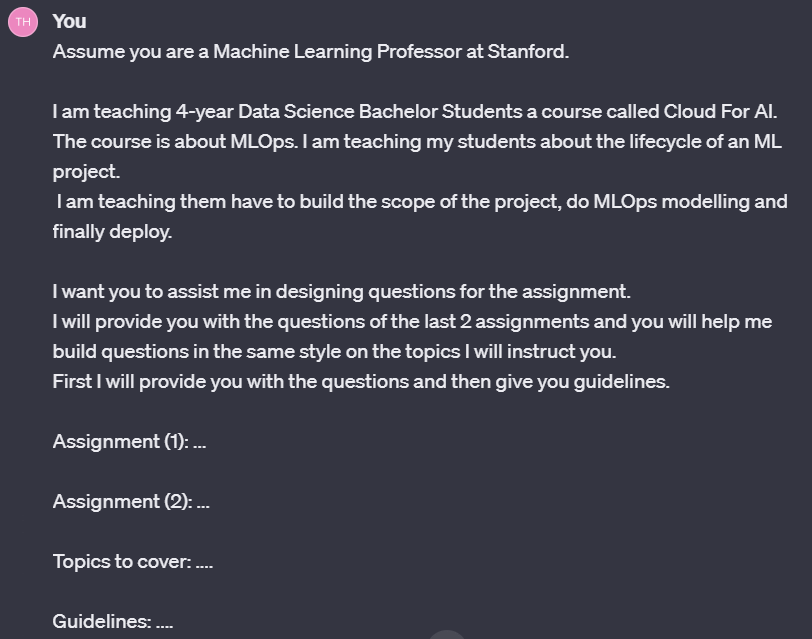 TH You
Assume you are a Machine Learning Professor at Stanford.
I am teaching 4-year Data Science Bachelor Students a course called Cloud For AI.
The course is about MLOps. I am teaching my students about the lifecycle of an ML
project.
I am teaching them have to build the scope of the project, do MLOps modelling and
finally deploy.
I want you to assist me in designing questions for the assignment.
I will provide you with the questions of the last 2 assignments and you will help me
build questions in the same style on the topics I will instruct you.
First I will provide you with the questions and then give you guidelines.
Assignment (1): ...
Assignment (2): ...
Topics to cover: ....
Guidelines: ....